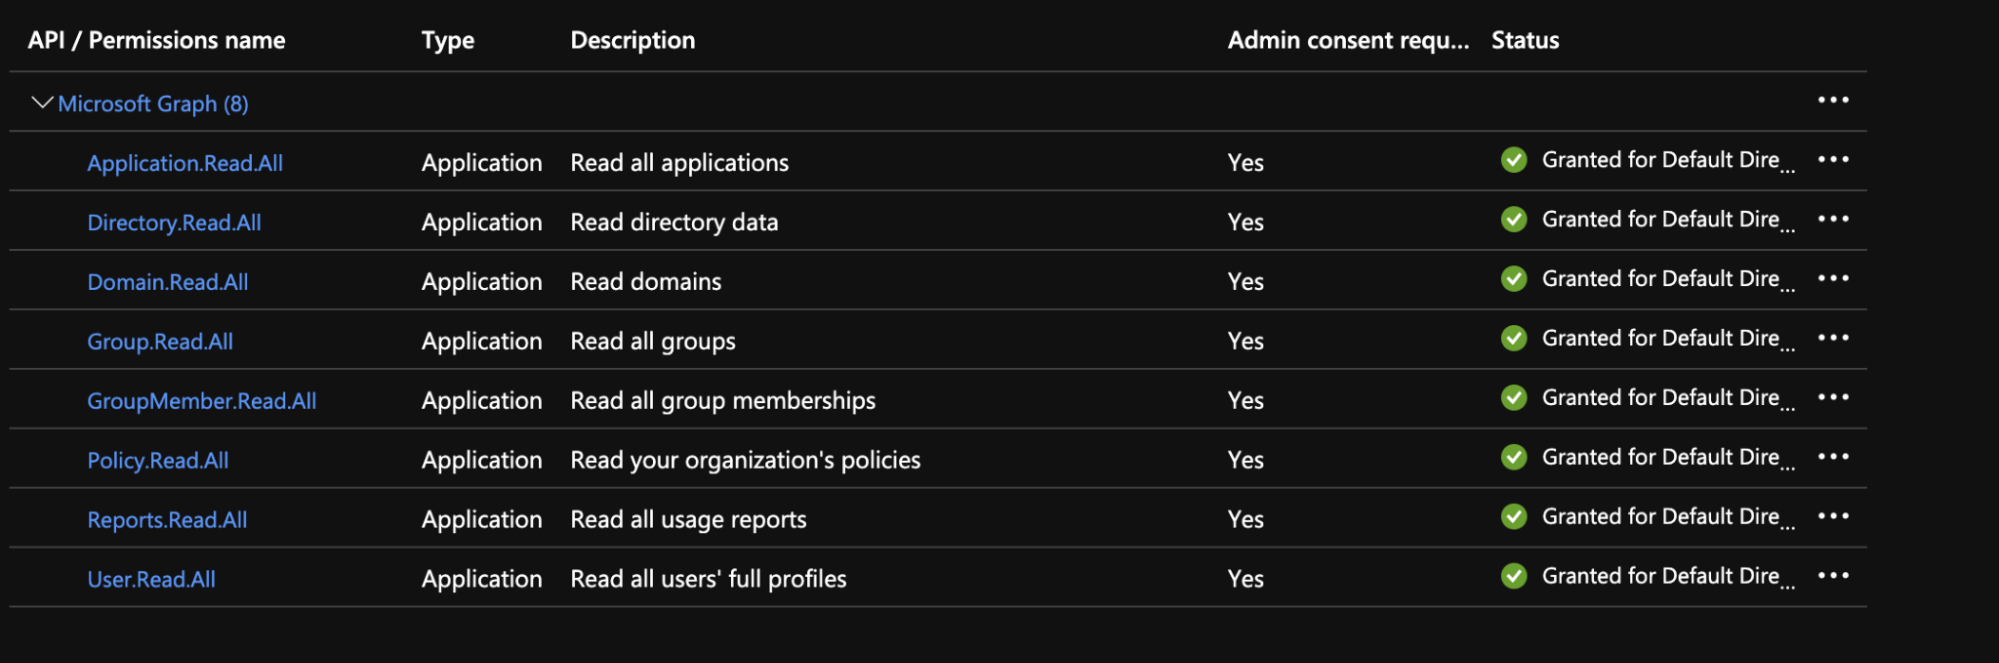 API / Permissions name Type Description Admin consent requ... Status
Microsoft Graph (8) ...
Application.Read.All Application Read all applications Yes Granted for Default Dire... ...
Directory.Read.All Application Read directory data Yes Granted for Default Dire... ...
Domain.Read.All Application Read domains Yes Granted for Default Dire... ...
Group.Read.All Application Read all groups Yes Granted for Default Dire... ...
GroupMember.Read.All Application Read all group memberships Yes Granted for Default Dire... ...
Policy.Read.All Application Read your organization's policies Yes Granted for Default Dire... ...
Reports.Read.All Application Read all usage reports Yes Granted for Default Dire... ...
User.Read.All Application Read all users' full profiles Yes Granted for Default Dire... ...